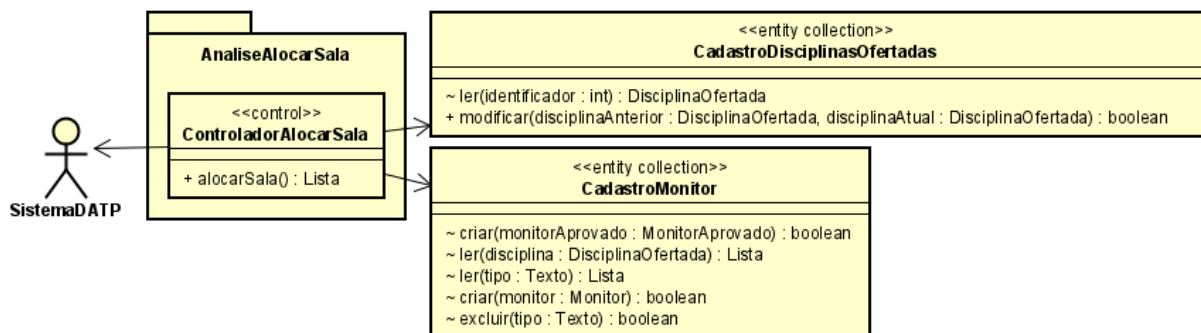 AnaliseAlocarSala
<<control>>
ControladorAlocarSala
+ alocarSala() : Lista
SistemaDATP
<<entity collection>>
CadastroDisciplinasOfertadas
~ ler(identificador : int) : DisciplinaOfertada
+ modificar(disciplinaAnterior : DisciplinaOfertada, disciplinaAtual : DisciplinaOfertada) : boolean
<<entity collection>>
CadastroMonitor
~ criar(monitorAprovado : MonitorAprovado) : boolean
~ ler(disciplina : DisciplinaOfertada) : Lista
~ ler(tipo : Texto) : Lista
~ criar(monitor : Monitor) : boolean
~ excluir(tipo : Texto) : boolean